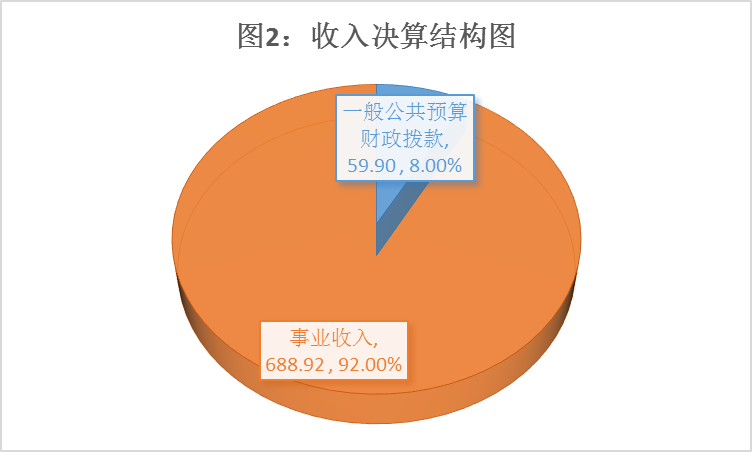 图2：收入决算结构图
一般公共预算
财政拨款,
59.90 , 8.00%
事业收入,
688.92 , 92.00%